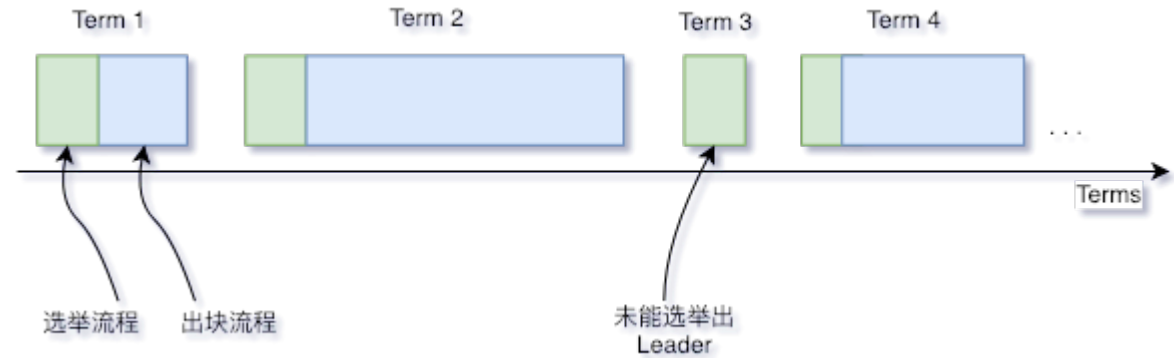 Term 1
Term 2
Term 3
Term 4
. . .
Terms
选举流程
出块流程
未能选举出
Leader